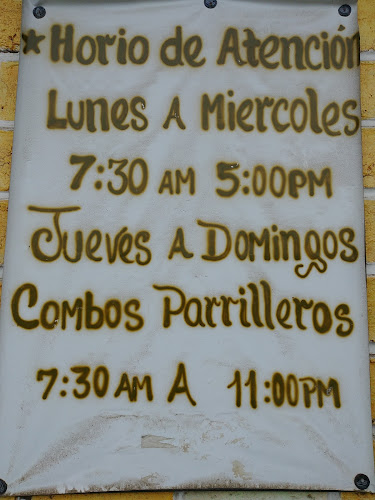 *Horio de Atención
Lunes A Miercoles
7:30 AM 5:00PM
Jueves A Domingos
Combos Parrilleros
7:30 AM A 11:00PM